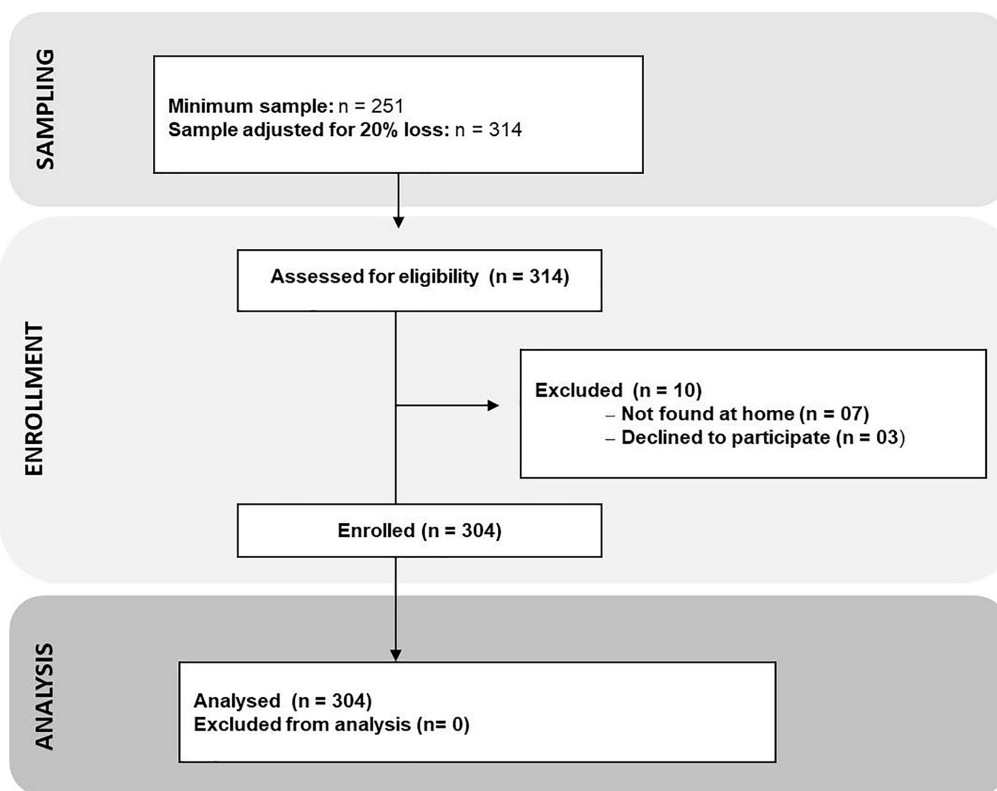 SAMPLING
Minimum sample: n = 251
Sample adjusted for 20% loss: n = 314
ENROLLMENT
Assessed for eligibility (n = 314)
Excluded (n = 10)
– Not found at home (n = 07)
– Declined to participate (n = 03)
Enrolled (n = 304)
ANALYSIS
Analysed (n = 304)
Excluded from analysis (n= 0)